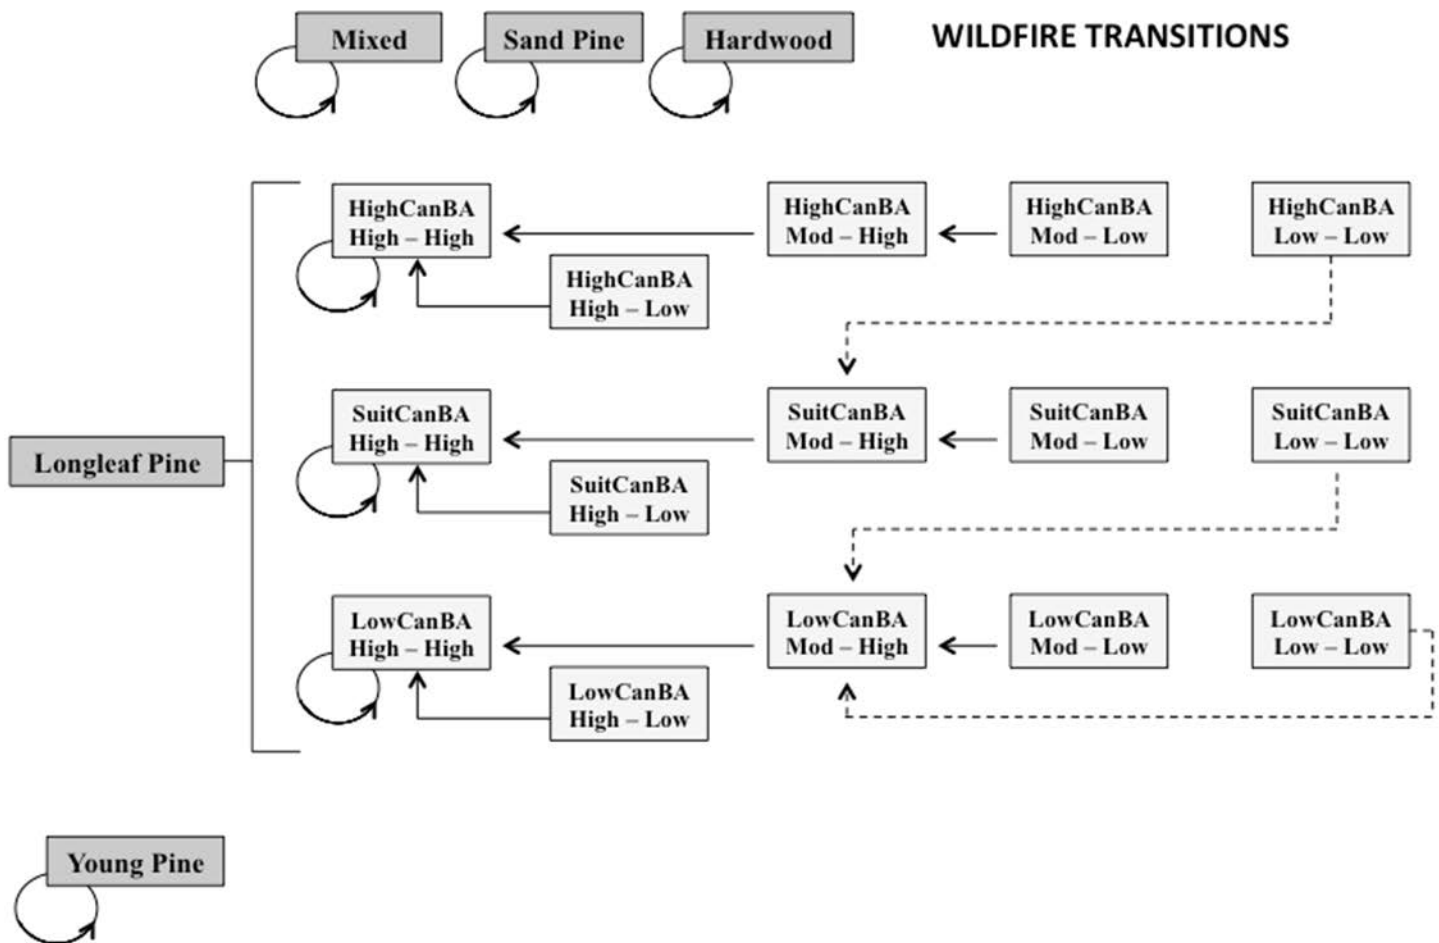 Mixed
Sand Pine
Hardwood
WILDFIRE TRANSITIONS
HighCanBA
High – High
HighCanBA
Mod – High
HighCanBA
Mod – Low
HighCanBA
Low – Low
HighCanBA
High – Low
SuitCanBA
High – High
SuitCanBA
Mod – High
SuitCanBA
Mod – Low
SuitCanBA
Low – Low
Longleaf Pine
SuitCanBA
High – Low
LowCanBA
High – High
LowCanBA
Mod – High
LowCanBA
Mod – Low
LowCanBA
Low – Low
LowCanBA
High – Low
Young Pine